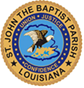 ST. JOHN THE BAPTIST PARISH
UNION JUSTICE
CONFIDENCE
LOUISIANA